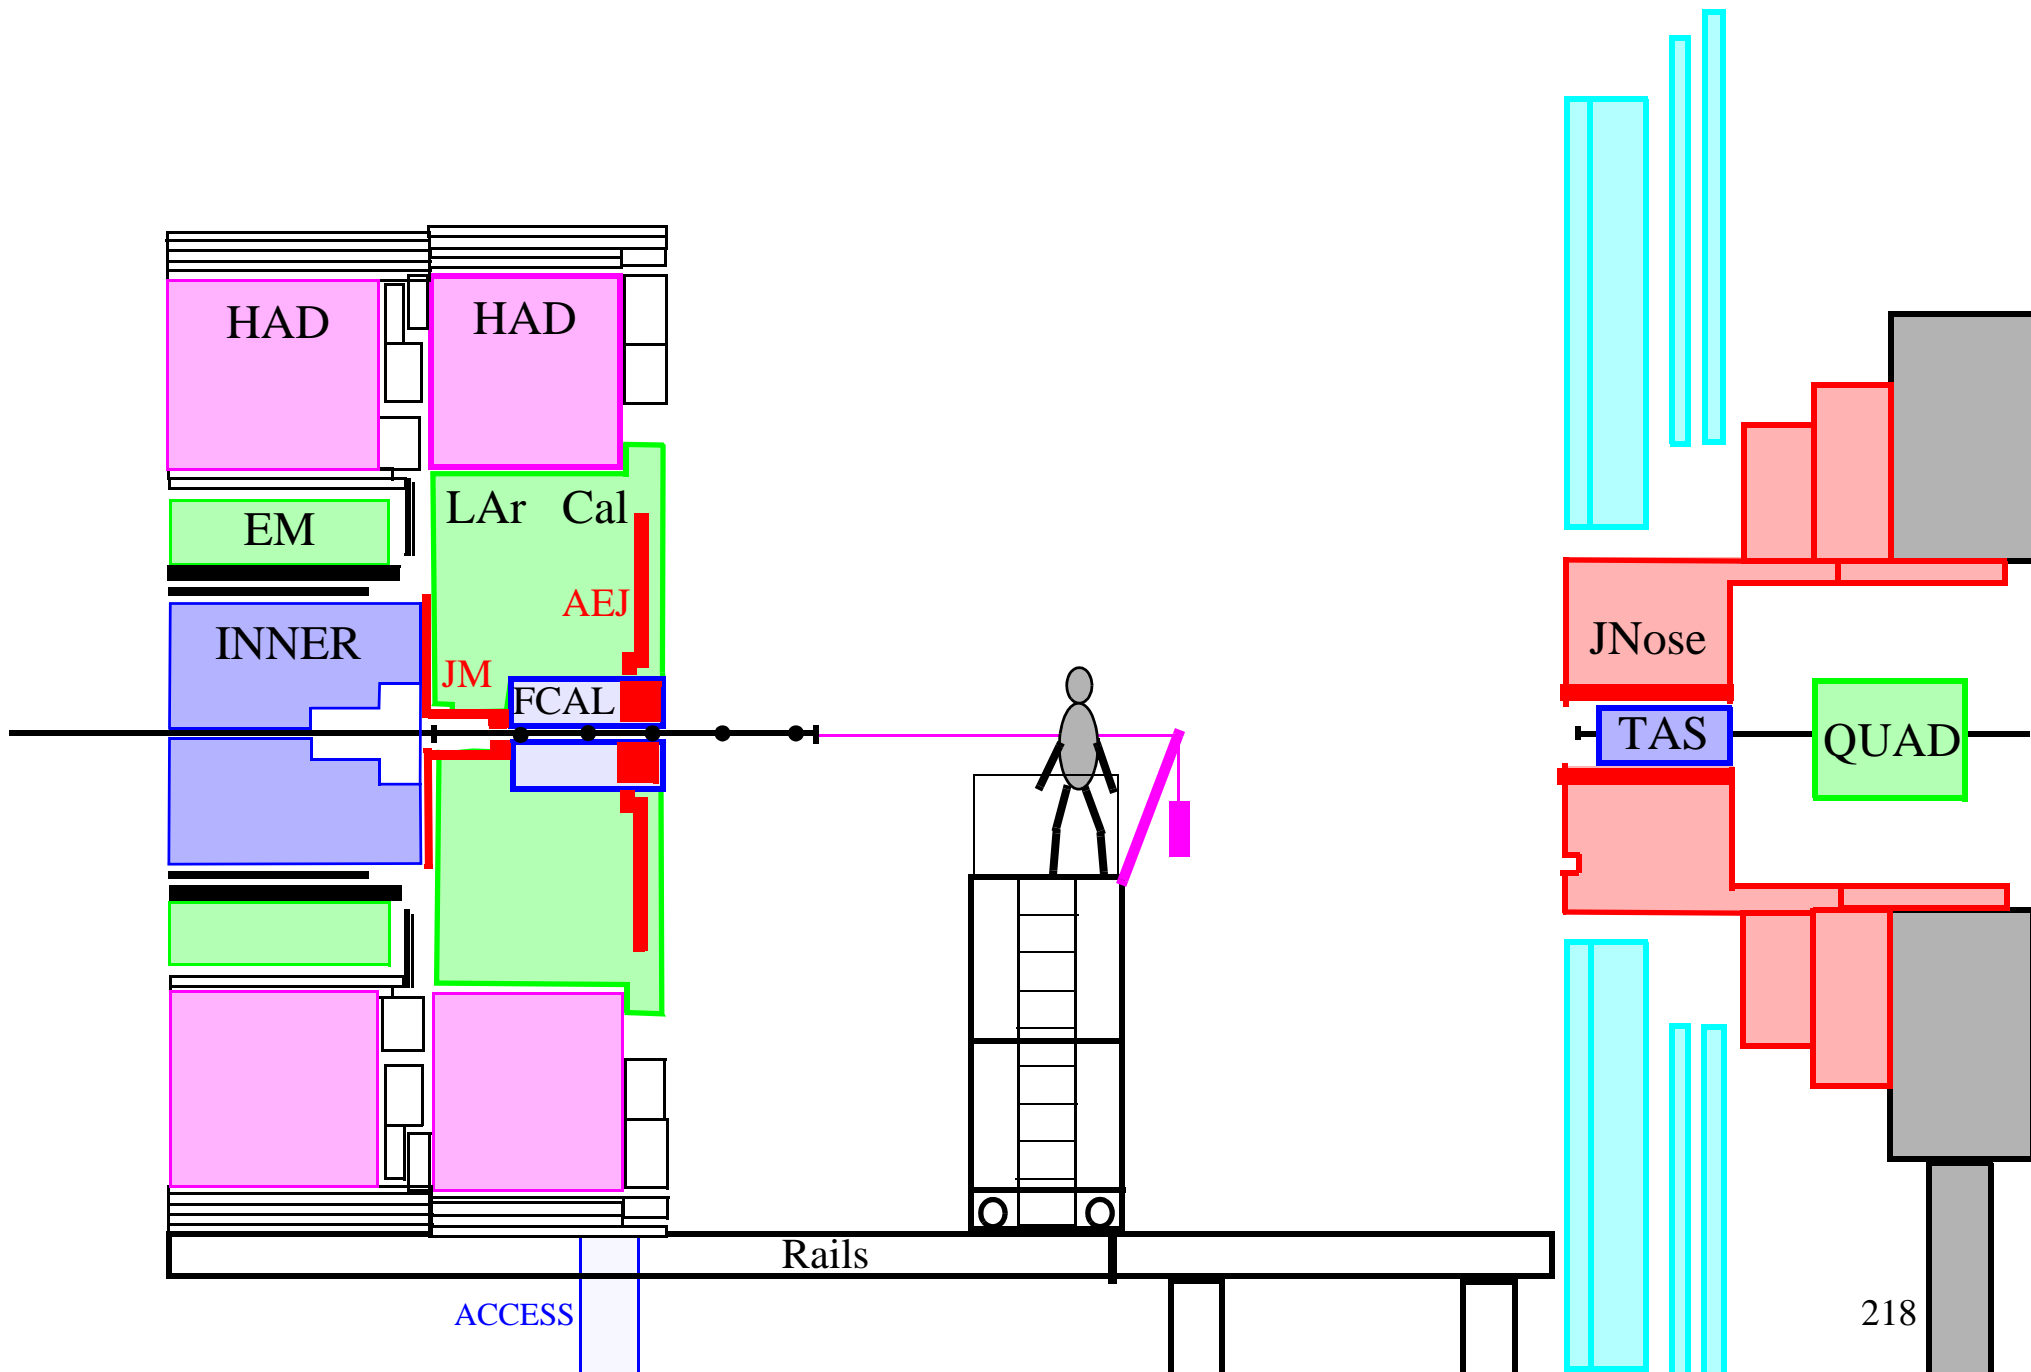 HAD
HAD
LAr Cal
EM
AEJ
INNER
JNose
JM
FCAL
TAS
QUAD
Rails
ACCESS
218